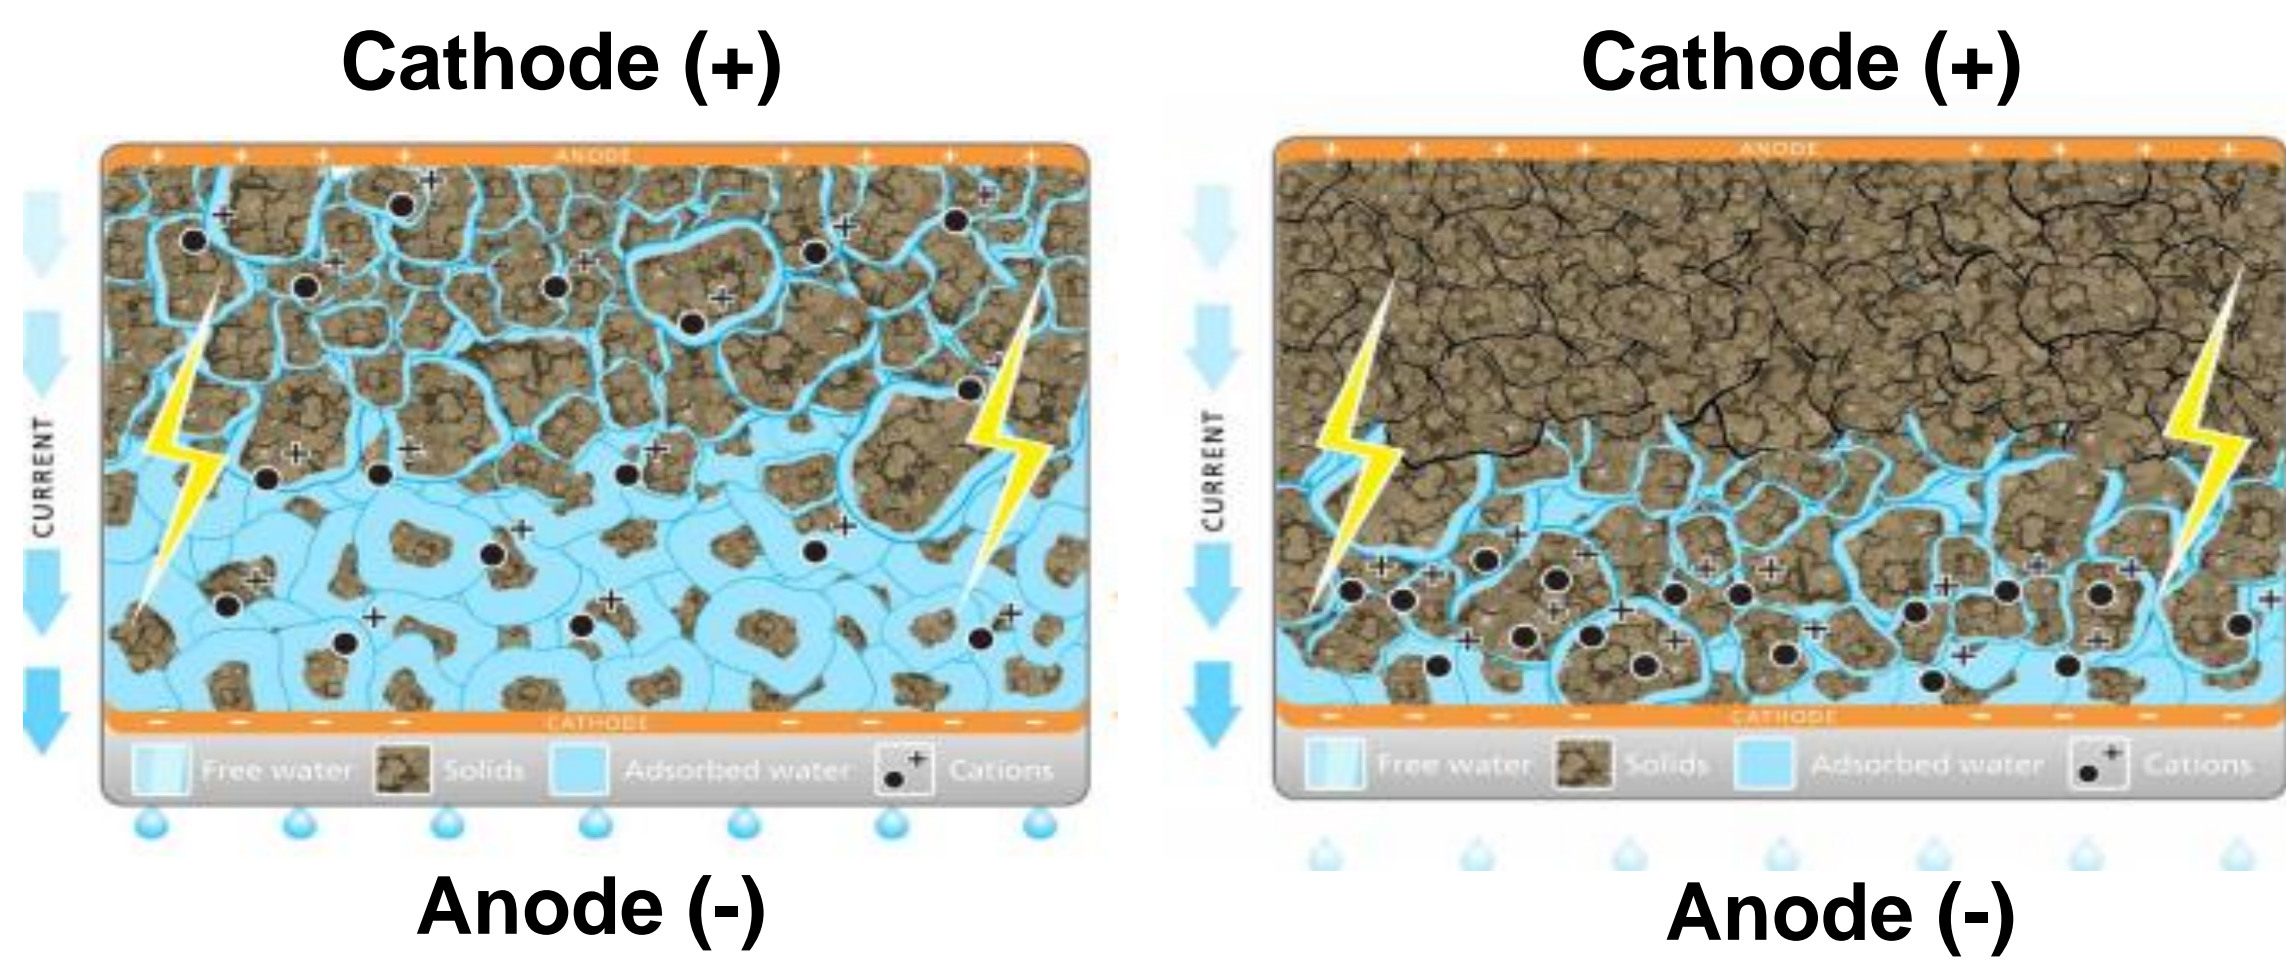 Cathode (+)
Cathode (+)
+ + + + ANODE + + + +
+ + + + ANODE + + + +
CURRENT
CURRENT
- - - - CATHODE - - - -
- - - - CATHODE - - - -
Free water Solids Adsorbed water Cations
Free water Solids Adsorbed water Cations
Anode (-)
Anode (-)